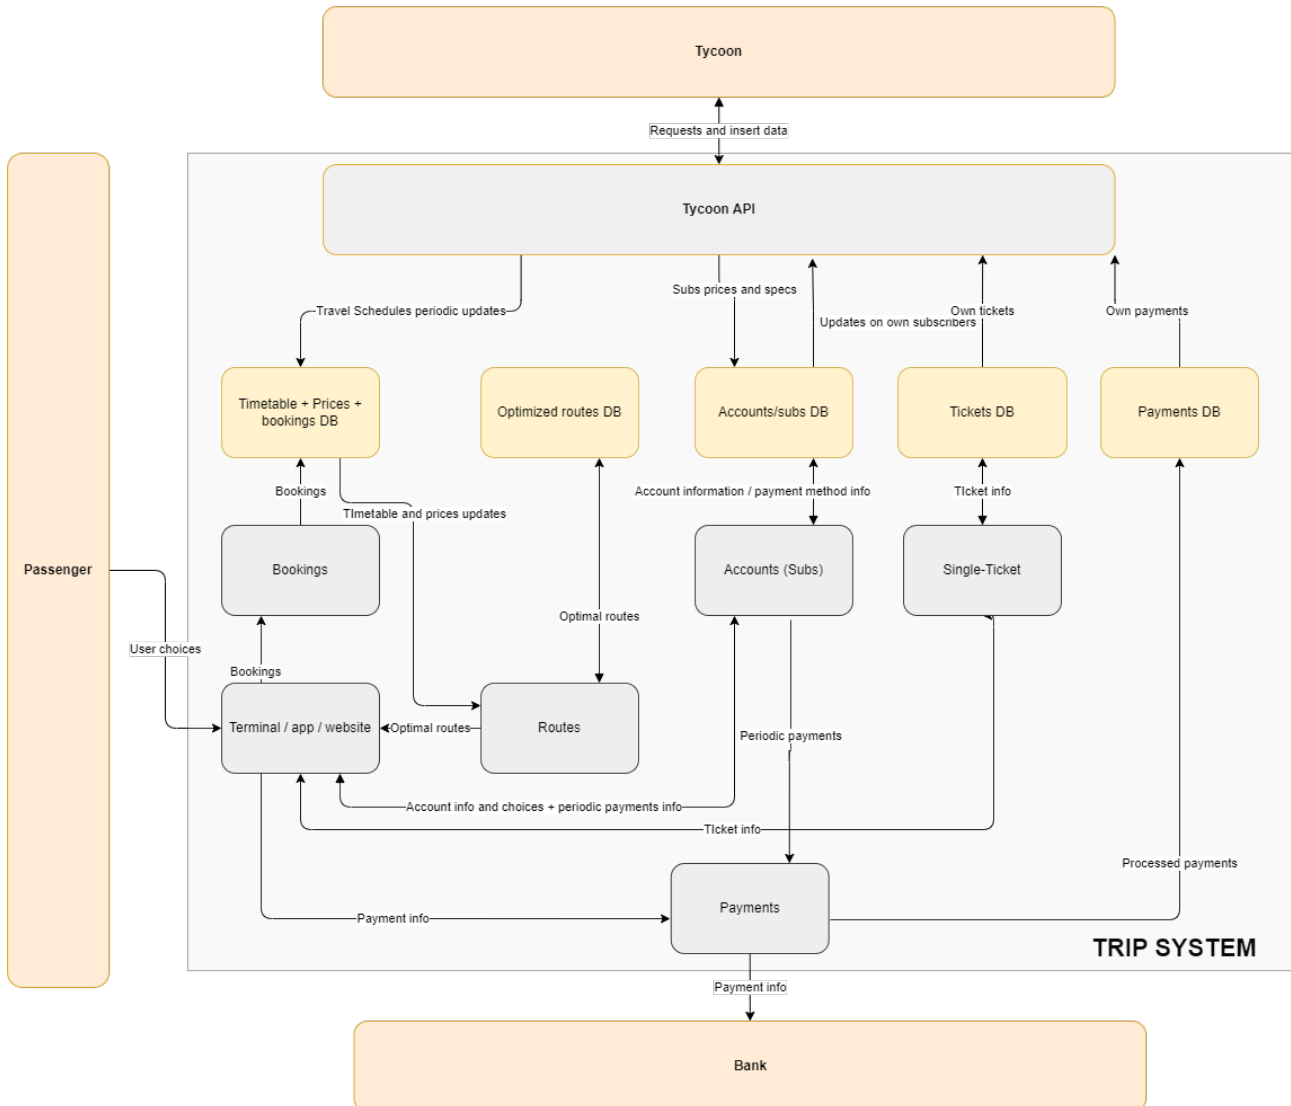 Tycoon
Requests and insert data
Tycoon API
Subs prices and specs
Travel Schedules periodic updates
Own tickets
Own payments
Updates on own subscribers
Timetable + Prices +
bookings DB
Optimized routes DB
Accounts/subs DB
Tickets DB
Payments DB
Bookings
Account information / payment method info
TIcket info
TImetable and prices updates
Passenger
Bookings
Accounts (Subs)
Single-Ticket
Optimal routes
User choices
Bookings
Terminal / app / website
Optimal routes
Routes
Periodic payments
Account info and choices + periodic payments info
TIcket info
Processed payments
Payments
Payment info
TRIP SYSTEM
Payment info
Bank